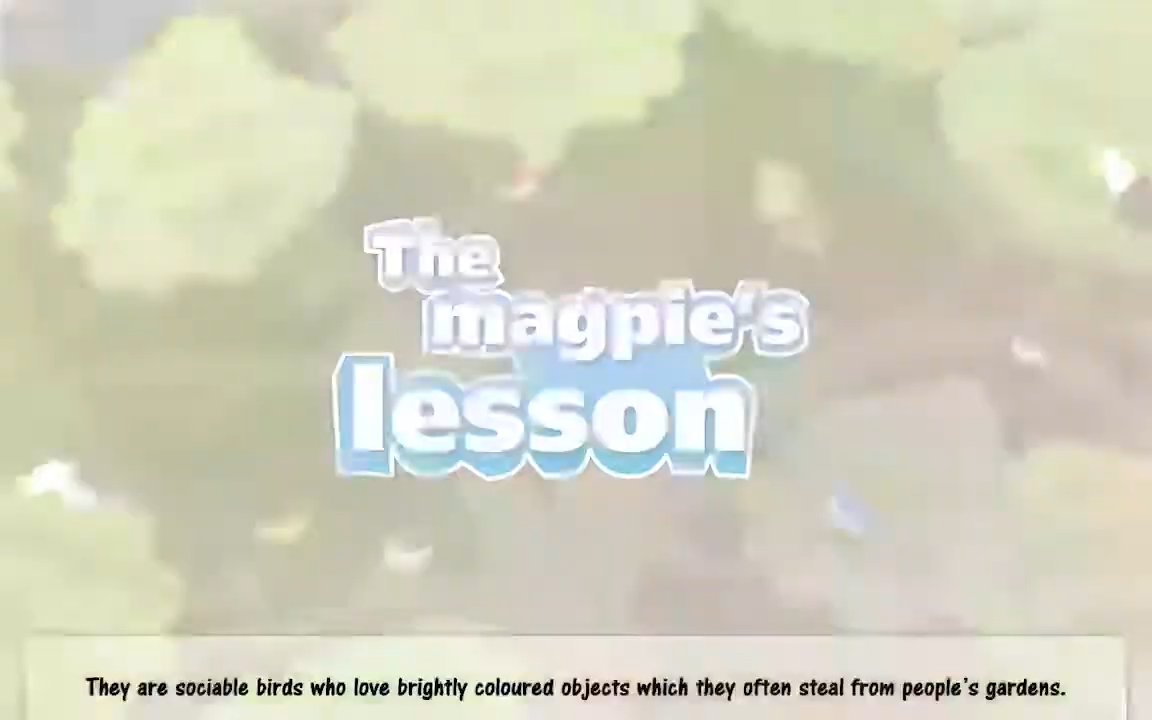 The
magpie's
lesson
They are sociable birds who love brightly coloured objects which they often steal from people's gardens.